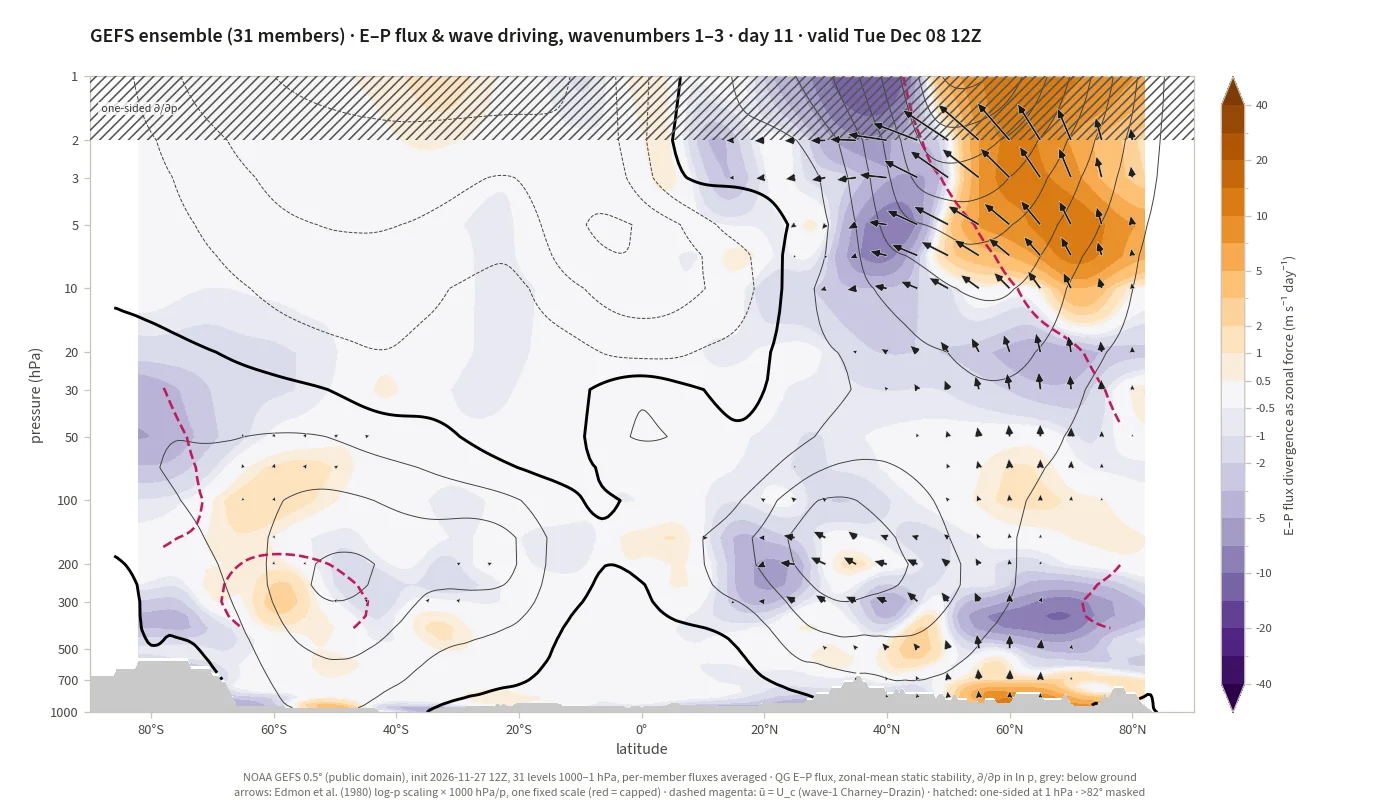 GEFS ensemble (31 members) · E–P flux & wave driving, wavenumbers 1–3 · day 11 · valid Tue Dec 08 12Z
one-sided ∂/∂p
1
2
3
5
10
20
30
50
100
200
300
500
700
1000
pressure (hPa)
80°S
60°S
40°S
20°S
0°
20°N
40°N
60°N
80°N
latitude
40
20
10
5
2
1
0.5
-0.5
-1
-2
-5
-10
-20
-40
E–P flux divergence as zonal force (m s⁻¹ day⁻¹)
NOAA GEFS 0.5° (public domain), init 2026-11-27 12Z, 31 levels 1000–1 hPa, per-member fluxes averaged · QG E–P flux, zonal-mean static stability, ∂/∂p in ln p, grey: below ground
arrows: Edmon et al. (1980) log-p scaling × 1000 hPa/p, one fixed scale (red = capped) · dashed magenta: ū = U_c (wave-1 Charney–Drazin) · hatched: one-sided at 1 hPa · >82° masked